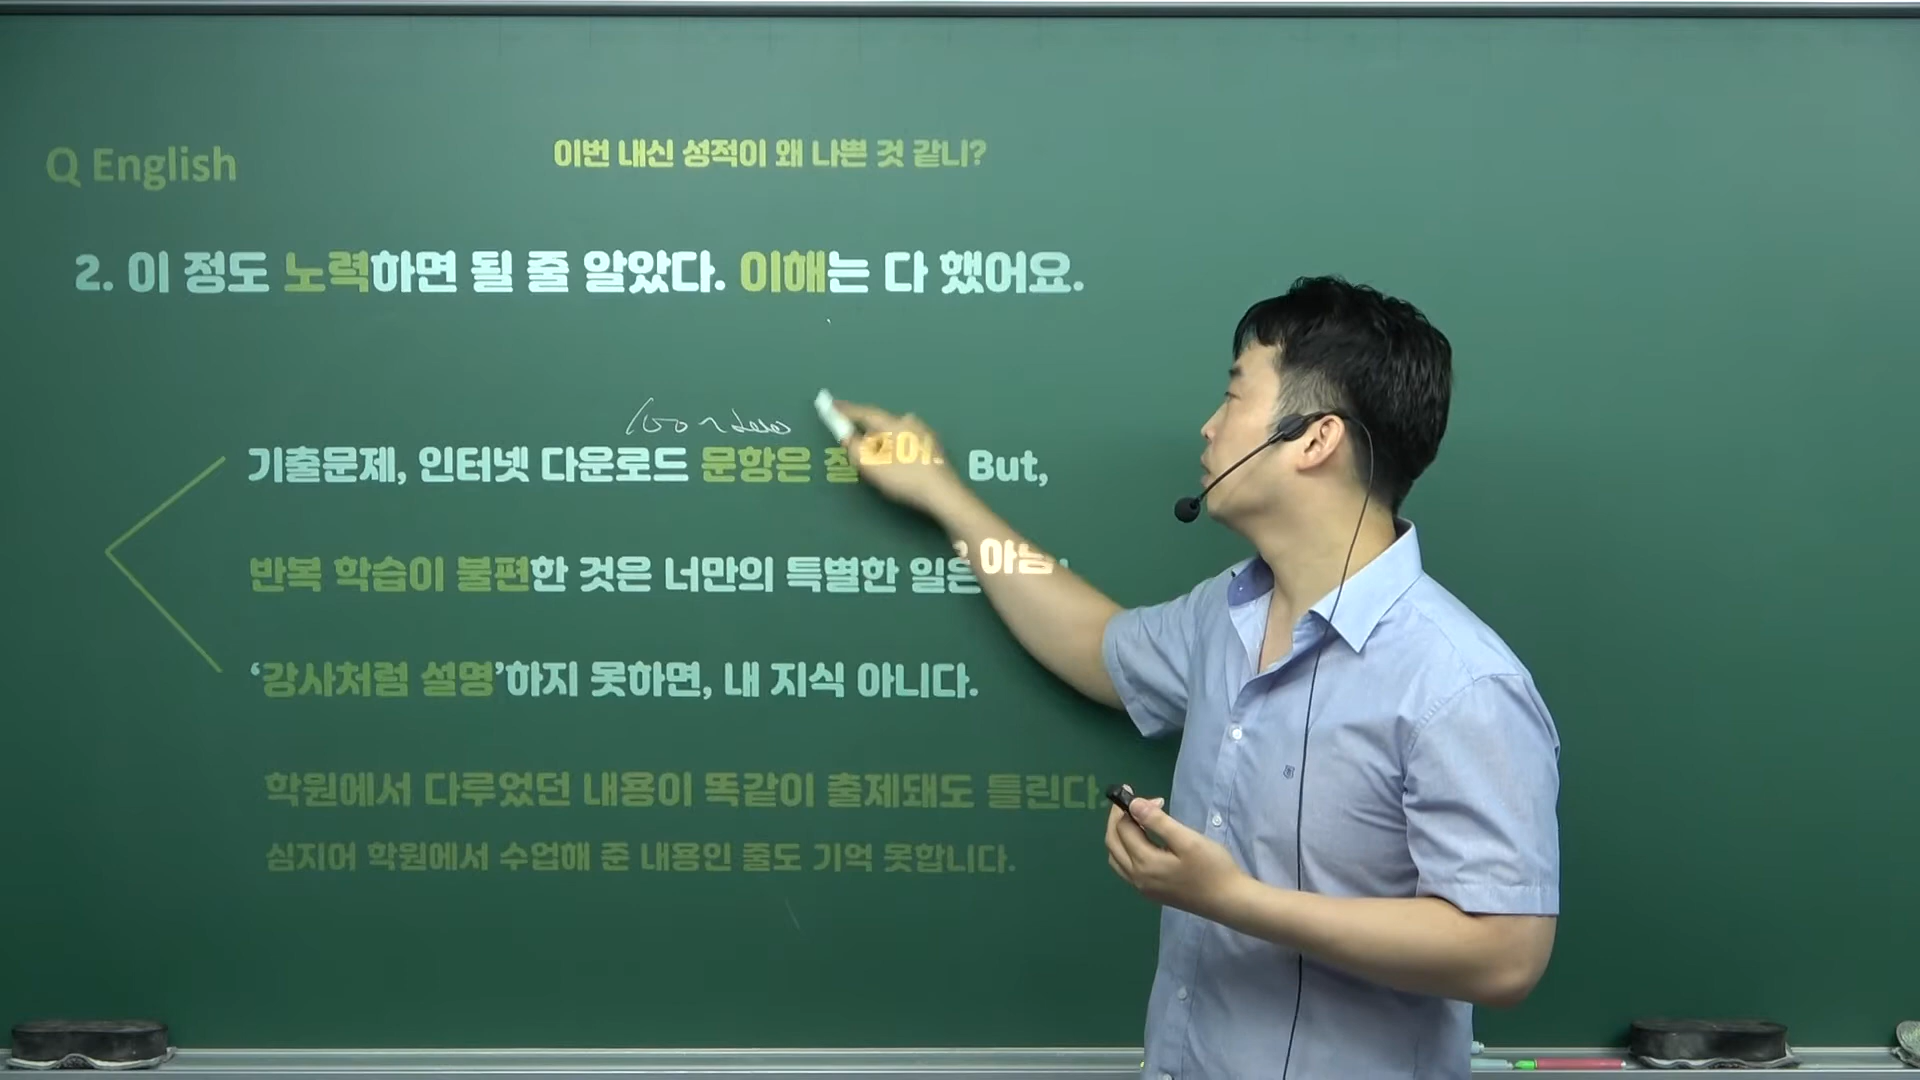 Q English
이번 내신 성적이 왜 나쁜 것 같니?
2. 이 정도 노력하면 될 줄 알았다. 이해는 다 했어요.
기출문제, 인터넷 다운로드 문항은 잘 But,
반복 학습이 불편한 것은 너만의 특별한 일은 아님!
‘강사처럼 설명’하지 못하면, 내 지식 아니다.
학원에서 다루었던 내용이 똑같이 출제돼도 틀린다.
심지어 학원에서 수업해 준 내용인 줄도 기억 못합니다.